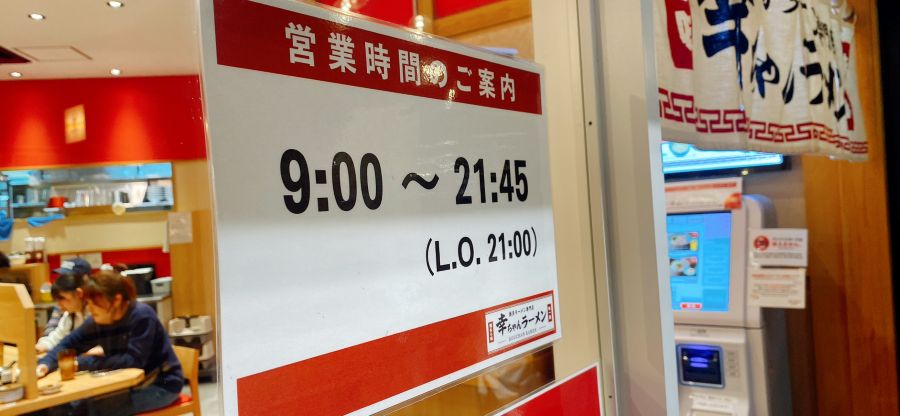 営業時間のご案内
9:00 ～ 21:45
(L.O. 21:00)
幸ちゃんラーメン